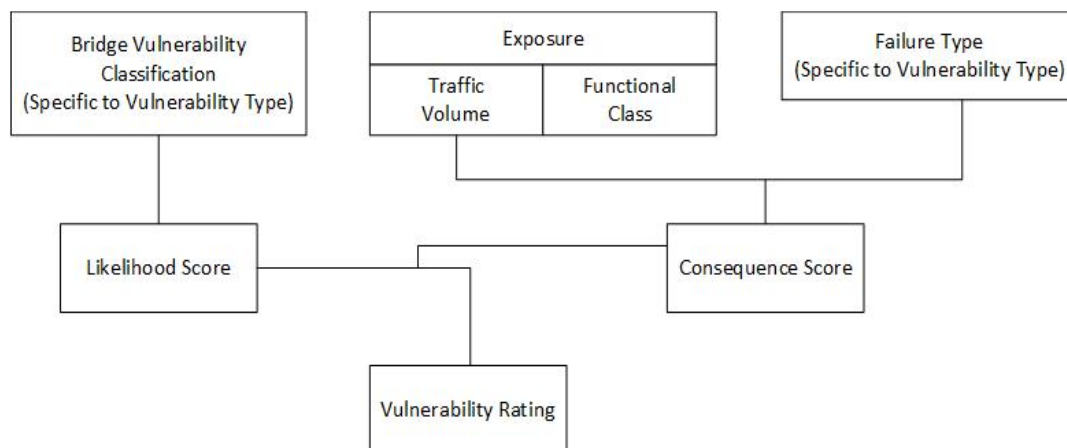 Bridge Vulnerability
Classification
(Specific to Vulnerability Type)
Exposure
Traffic
Volume
Functional
Class
Failure Type
(Specific to Vulnerability Type)
Likelihood Score
Consequence Score
Vulnerability Rating